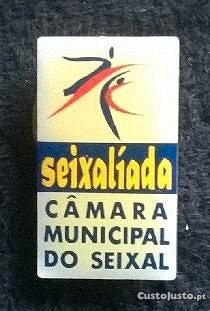 seixalíada
CÂMARA
MUNICIPAL
DO SEIXAL
CustoJusto.pt